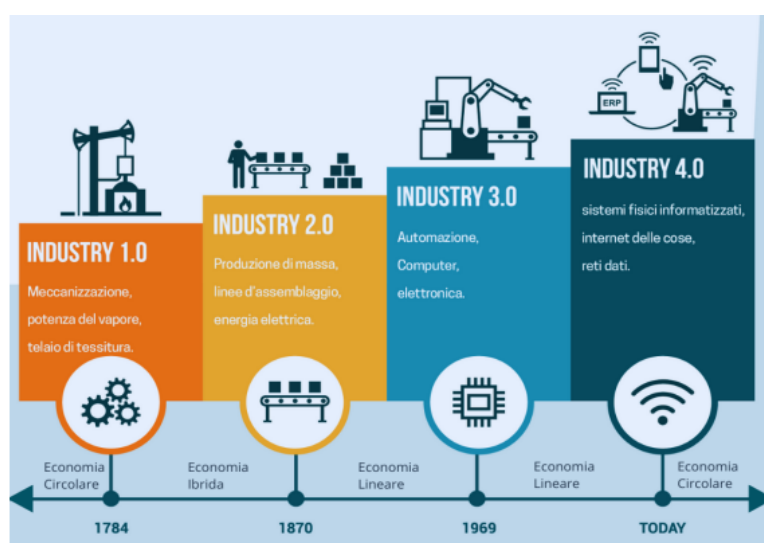 ERP
INDUSTRY 1.0
Meccanizzazione,
potenza del vapore,
telaio di tessitura.
INDUSTRY 2.0
Produzione di massa,
linee d'assemblaggio,
energia elettrica.
INDUSTRY 3.0
Automazione,
Computer,
elettronica.
INDUSTRY 4.0
sistemi fisici informatizzati,
internet delle cose,
reti dati.
Economia
Circolare
Economia
Ibrida
Economia
Lineare
Economia
Lineare
Economia
Circolare
1784
1870
1969
TODAY